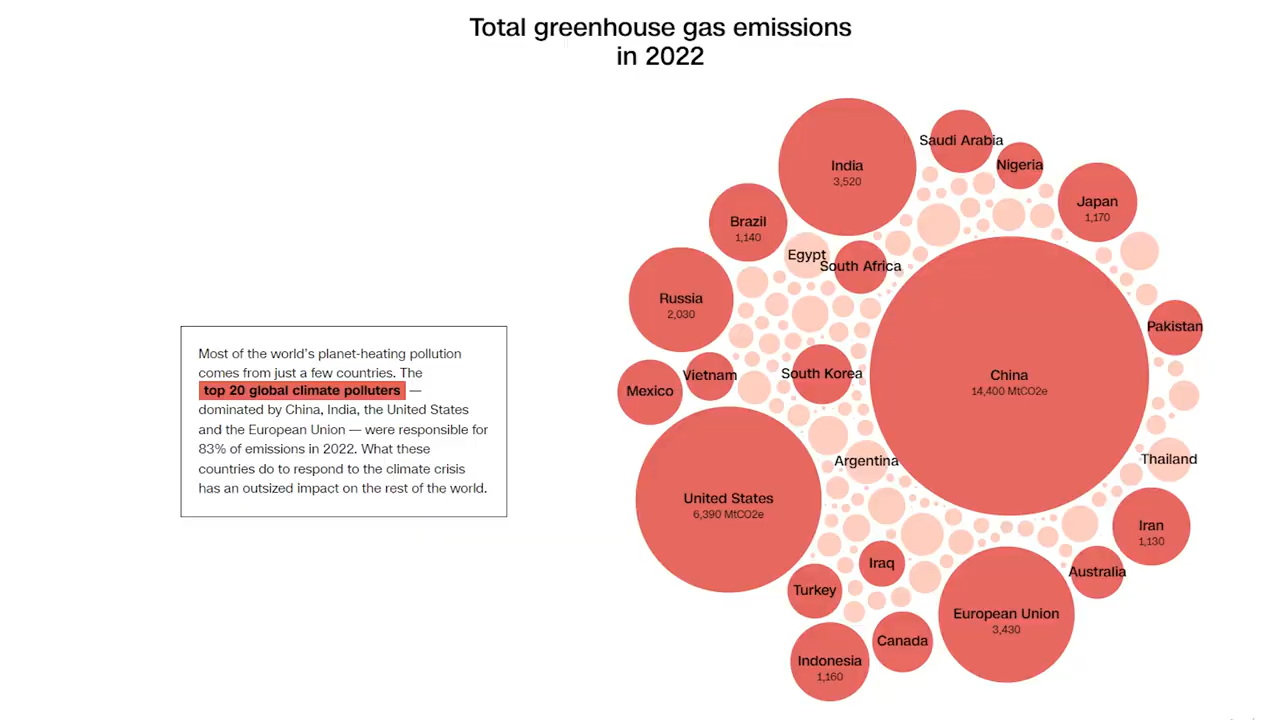 Total greenhouse gas emissions
in 2022
Most of the world's planet-heating pollution
comes from just a few countries. The
top 20 global climate polluters —
dominated by China, India, the United States
and the European Union — were responsible for
83% of emissions in 2022. What these
countries do to respond to the climate crisis
has an outsized impact on the rest of the world.
Saudi Arabia
India
3,520
Nigeria
Japan
1,170
Brazil
1,140
Egypt
South Africa
Russia
2,030
Pakistan
Vietnam
South Korea
China
14,400 MtCO2e
Mexico
Argentina
Thailand
United States
6,390 MtCO2e
Iran
1,130
Iraq
Australia
Turkey
European Union
3,430
Canada
Indonesia
1,160